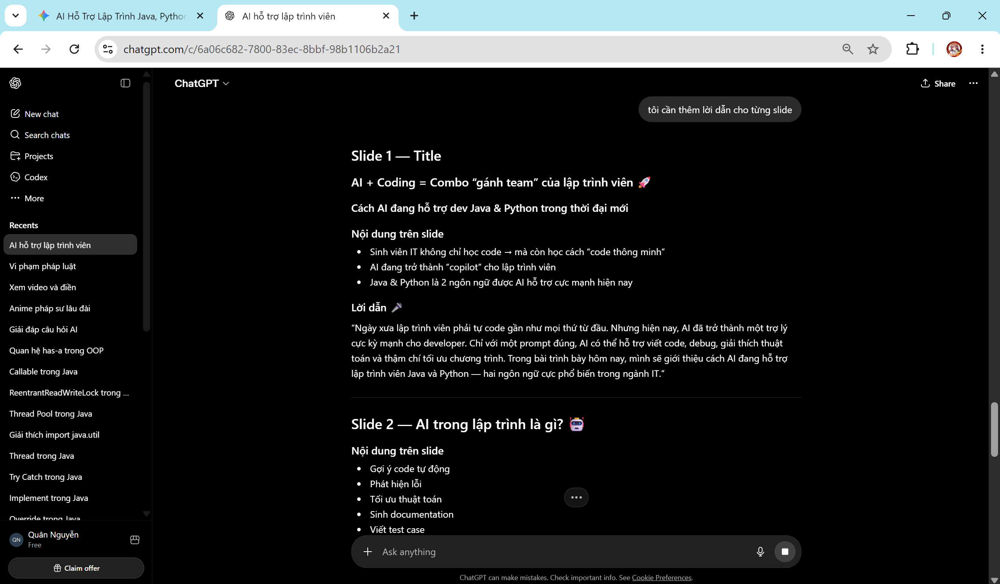 AI Hỗ Trợ Lập Trình Java, Python
AI hỗ trợ lập trình viên
chatgpt.com/c/6a06c682-7800-83ec-8bbf-98b1106b2a21
ChatGPT
Share
New chat
Search chats
Projects
Codex
More
Recents
AI hỗ trợ lập trình viên
Vi phạm pháp luật
Xem video và điền
Anime pháp sư lâu đài
Giải đáp câu hỏi AI
Quan hệ has-a trong OOP
Callable trong Java
ReentrantReadWriteLock trong ...
Thread Pool trong Java
Giải thích import java.util
Thread trong Java
Try Catch trong Java
Implement trong Java
Override trong Java
QN
Quân Nguyễn
Free
Claim offer
tôi cần thêm lời dẫn cho từng slide
Slide 1 — Title
AI + Coding = Combo “gánh team” của lập trình viên 🚀
Cách AI đang hỗ trợ dev Java & Python trong thời đại mới
Nội dung trên slide
• Sinh viên IT không chỉ học code → mà còn học cách “code thông minh”
• AI đang trở thành “copilot” cho lập trình viên
• Java & Python là 2 ngôn ngữ được AI hỗ trợ cực mạnh hiện nay
Lời dẫn 🎤
“Ngày xưa lập trình viên phải tự code gần như mọi thứ từ đầu. Nhưng hiện nay, AI đã trở thành một trợ lý
cực kỳ mạnh cho developer. Chỉ với một prompt đúng, AI có thể hỗ trợ viết code, debug, giải thích thuật
toán và thậm chí tối ưu chương trình. Trong bài trình bày hôm nay, mình sẽ giới thiệu cách AI đang hỗ trợ
lập trình viên Java và Python — hai ngôn ngữ cực phổ biến trong ngành IT.”
Slide 2 — AI trong lập trình là gì? 🤖
Nội dung trên slide
• Gợi ý code tự động
• Phát hiện lỗi
• Tối ưu thuật toán
• Sinh documentation
• Viết test case
Ask anything
ChatGPT can make mistakes. Check important info. See Cookie Preferences.